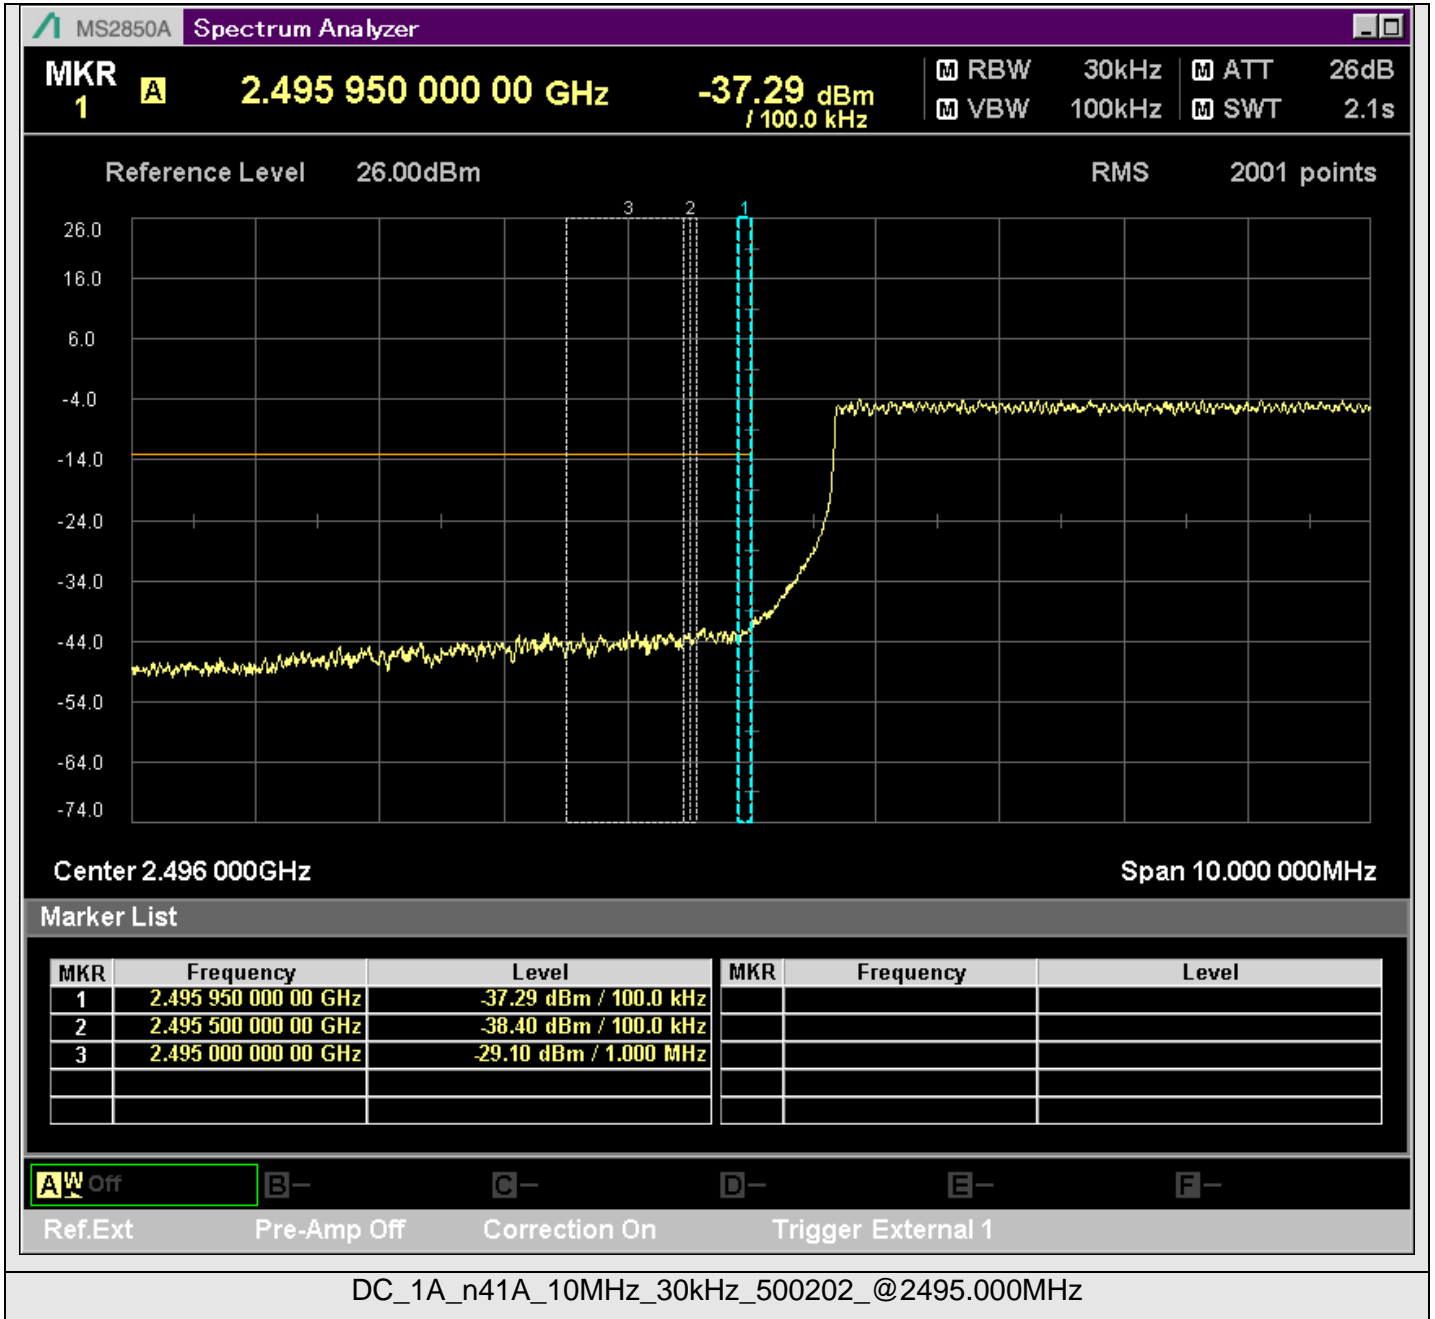 MS2850A Spectrum Analyzer
MKR 1 A 2.495 950 000 00 GHz -37.29 dBm / 100.0 kHz
M RBW 30kHz M ATT 26dB
M VBW 100kHz M SWT 2.1s
Reference Level 26.00dBm RMS 2001 points
3 2 1
26.0
16.0
6.0
-4.0
-14.0
-24.0
-34.0
-44.0
-54.0
-64.0
-74.0
Center 2.496 000GHz Span 10.000 000MHz
Marker List
MKR Frequency Level MKR Frequency Level
1 2.495 950 000 00 GHz -37.29 dBm / 100.0 kHz
2 2.495 500 000 00 GHz -38.40 dBm / 100.0 kHz
3 2.495 000 000 00 GHz -29.10 dBm / 1.000 MHz
A W Off B – C – D – E – F –
Ref.Ext Pre-Amp Off Correction On Trigger External 1
DC_1A_n41A_10MHz_30kHz_500202_@2495.000MHz